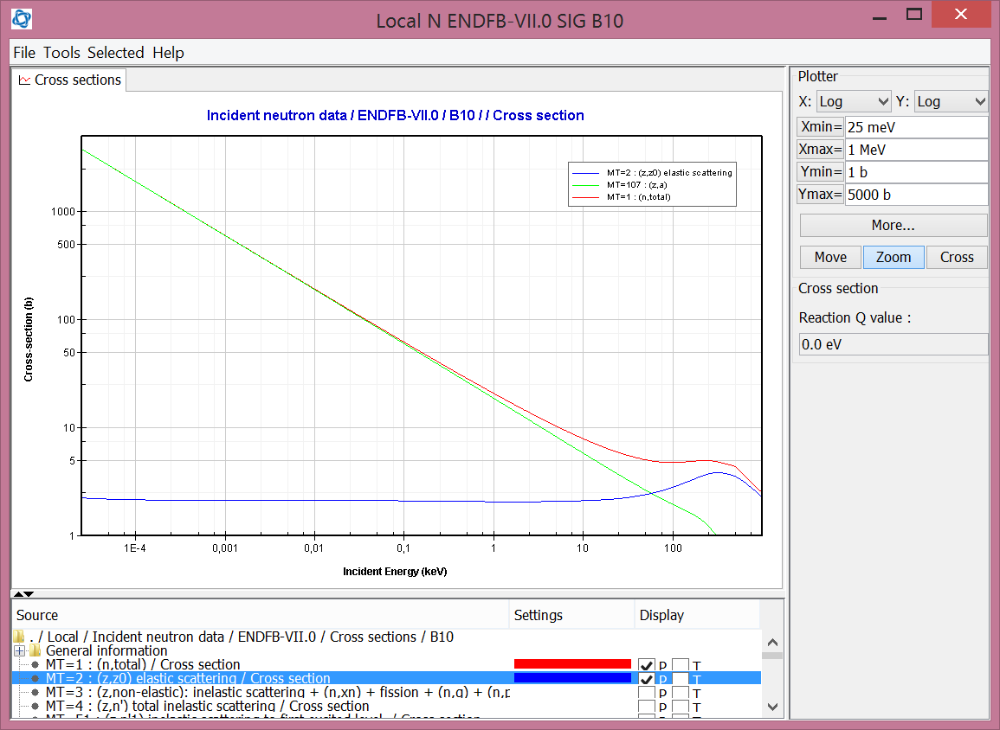 Local N ENDFB-VII.0 SIG B10
File Tools Selected Help
Cross sections
Incident neutron data / ENDFB-VII.0 / B10 / / Cross section
MT=2 : (z,z0) elastic scattering
MT=107 : (z,a)
MT=1 : (n,total)
Cross-section (b)
1000
500
100
50
10
5
1
1E-4 0,001 0,01 0,1 1 10 100
Incident Energy (keV)
Plotter
X: Log Y: Log
Xmin= 25 meV
Xmax= 1 MeV
Ymin= 1 b
Ymax= 5000 b
More...
Move Zoom Cross
Cross section
Reaction Q value :
0.0 eV
Source Settings Display
. / Local / Incident neutron data / ENDFB-VII.0 / Cross sections / B10
General information
MT=1 : (n,total) / Cross section P T
MT=2 : (z,z0) elastic scattering / Cross section P T
MT=3 : (z,non-elastic): inelastic scattering + (n,xn) + fission + (n,g) + (n,p P T
MT=4 : (z,n') total inelastic scattering / Cross section P T
MT=51 : (z,n'1) inelastic scattering to first excited level / Cross section